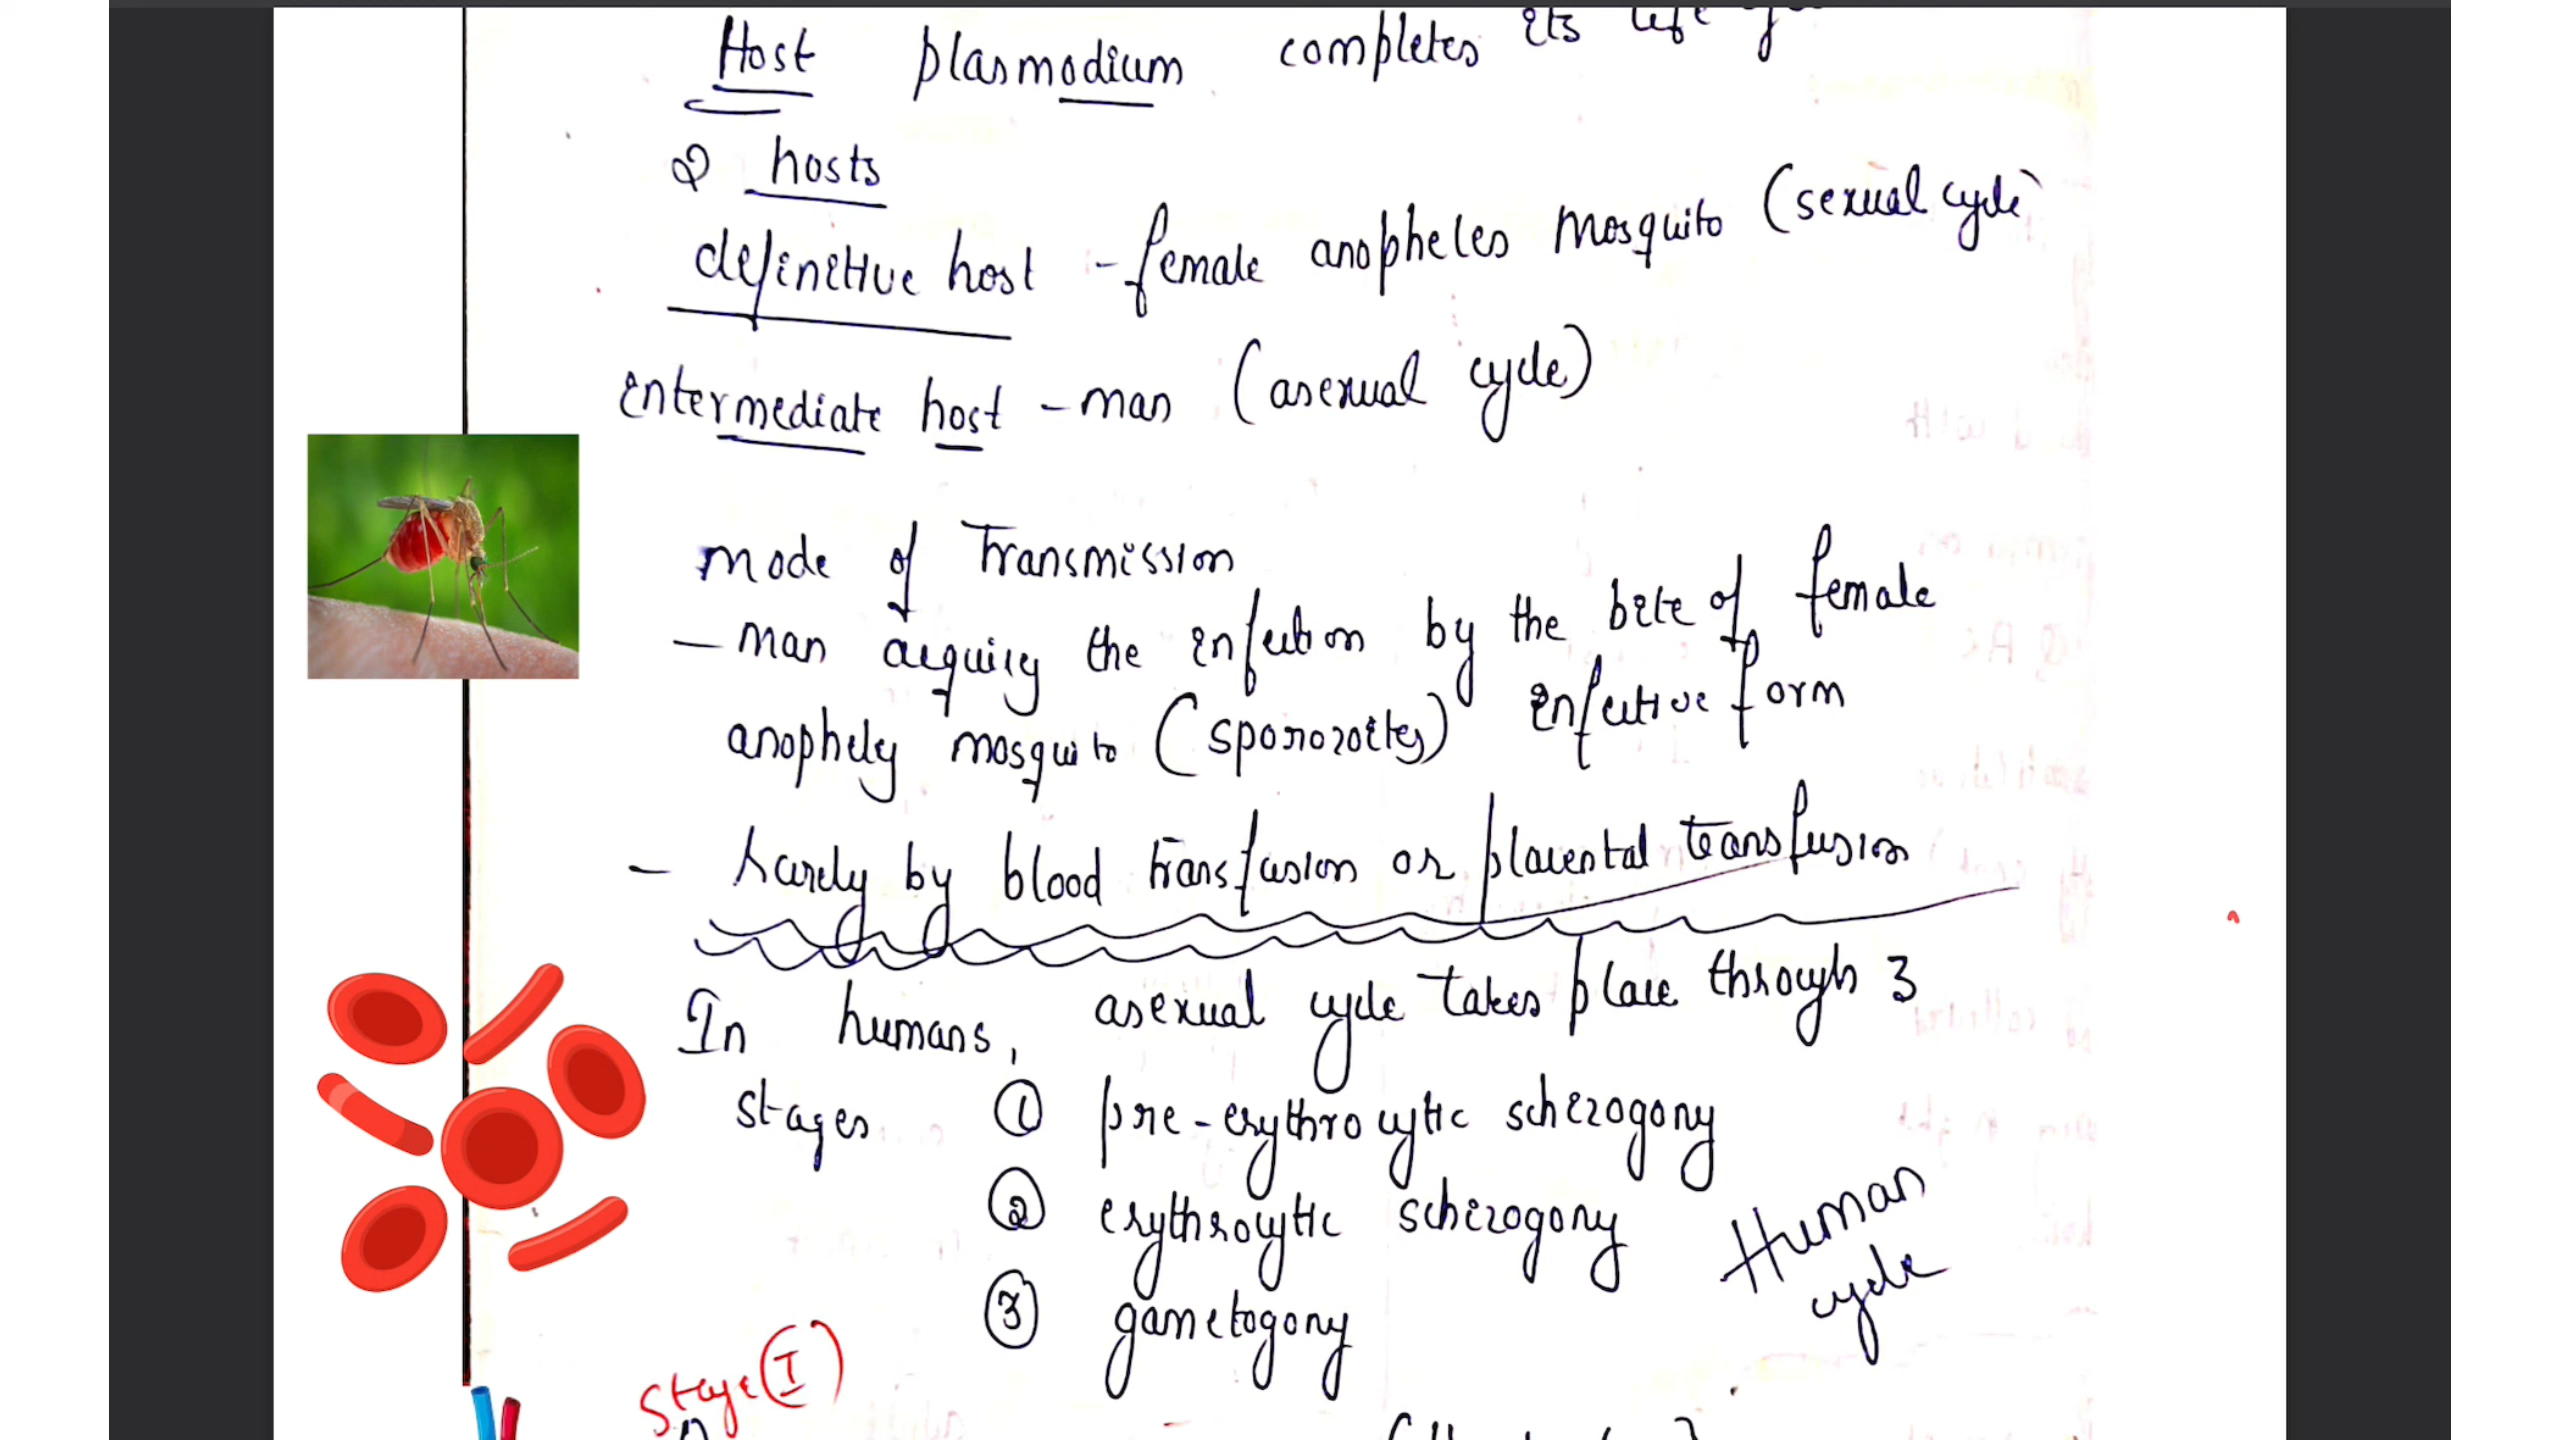 Host plasmodium completes its life
2 hosts
definitive host - female anopheles mosquito (sexual cycle
intermediate host - man (asexual cycle)
mode of Transmission
- man acquires the infection by the bite of female
anopheles mosquito (sporozoites) infective form
- rarely by blood transfusion or placental transfusion
In humans, asexual cycle takes place through 3
stages ① pre-erythrocytic schizogony
② erythrocytic schizogony
③ gametogony
Human
cycle
Stage (I)